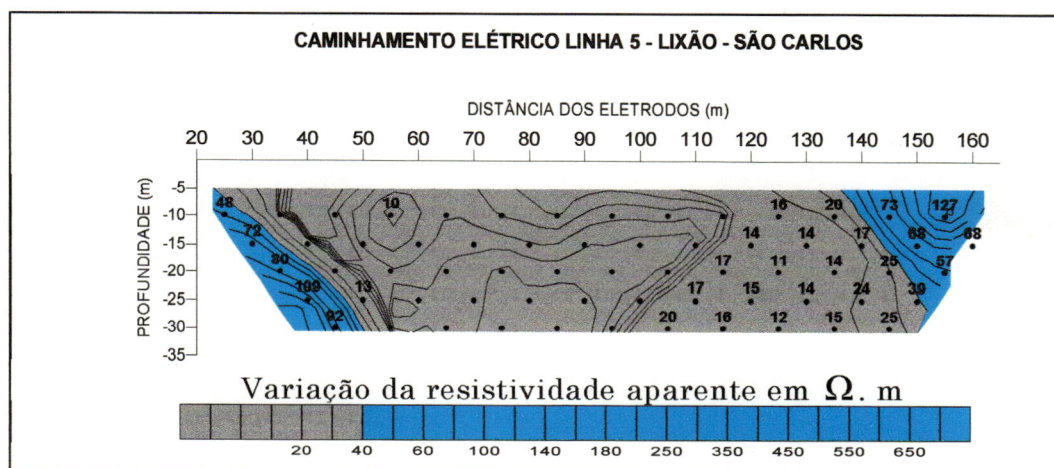 CAMINHAMENTO ELÉTRICO LINHA 5 - LIXÃO - SÃO CARLOS
DISTÂNCIA DOS ELETRODOS (m)
20 30 40 50 60 70 80 90 100 110 120 130 140 150 160
PROFUNDIDADE (m)
-5
-10
-15
-20
-25
-30
-35
48 10 16 20 73 127
72 14 14 17 68 68
80 17 11 14 25 57
109 13 17 15 14 24 39
92 20 16 12 15 25
Variação da resistividade aparente em Ω. m
20 40 60 100 140 180 250 350 450 550 650